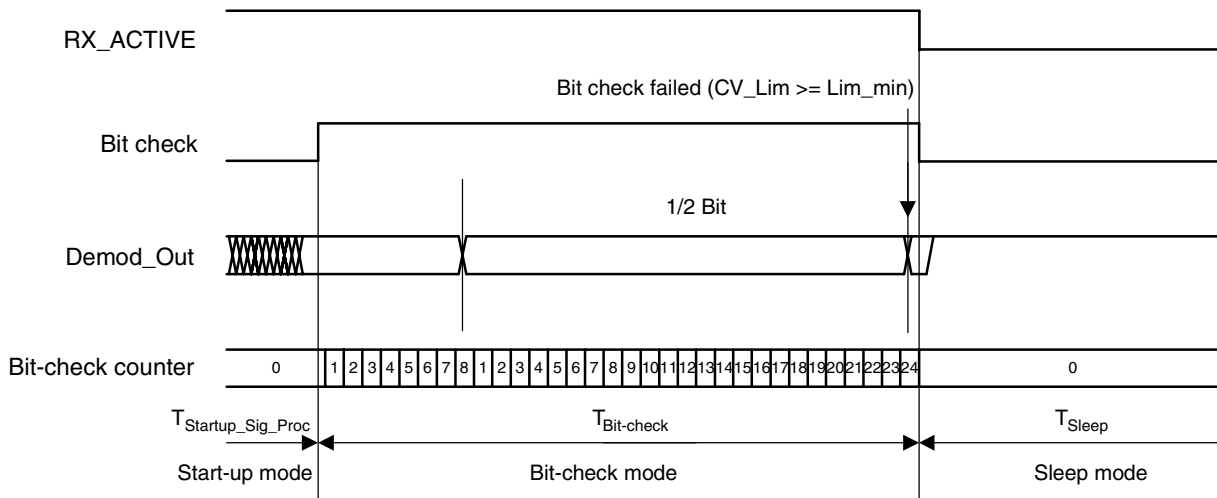 RX_ACTIVE
Bit check failed (CV_Lim >= Lim_min)
Bit check
1/2 Bit
Demod_Out
Bit-check counter 0 1 2 3 4 5 6 7 8 1 2 3 4 5 6 7 8 9 10 11 12 13 14 15 16 17 18 19 20 21 22 23 24 0
TStartup_Sig_Proc TBit-check TSleep
Start-up mode Bit-check mode Sleep mode